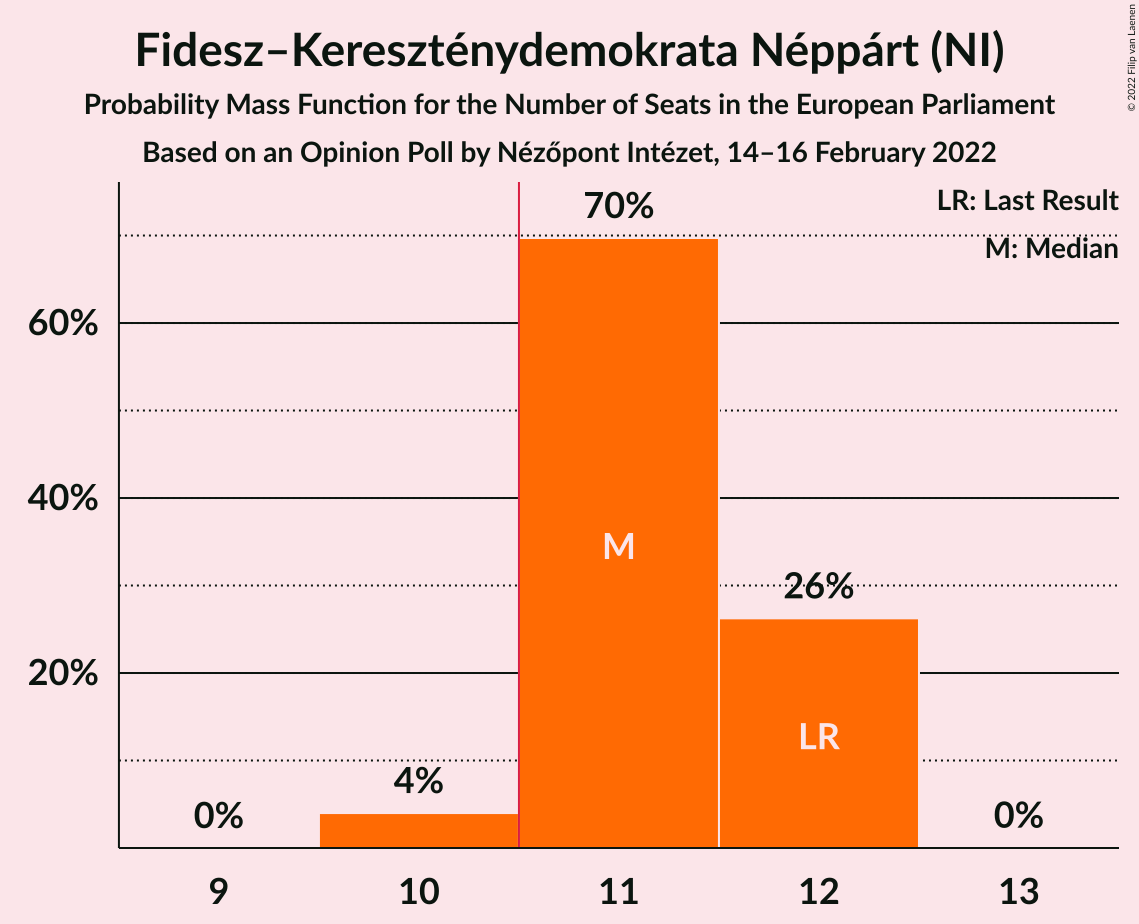 Fidesz–Kereszténydemokrata Néppárt (NI)
Probability Mass Function for the Number of Seats in the European Parliament
Based on an Opinion Poll by Nézőpont Intézet, 14–16 February 2022
© 2022 Filip van Laenen
LR: Last Result
M: Median
70%
60%
40%
M
26%
20%
LR
4%
0%
0%
9
10
11
12
13